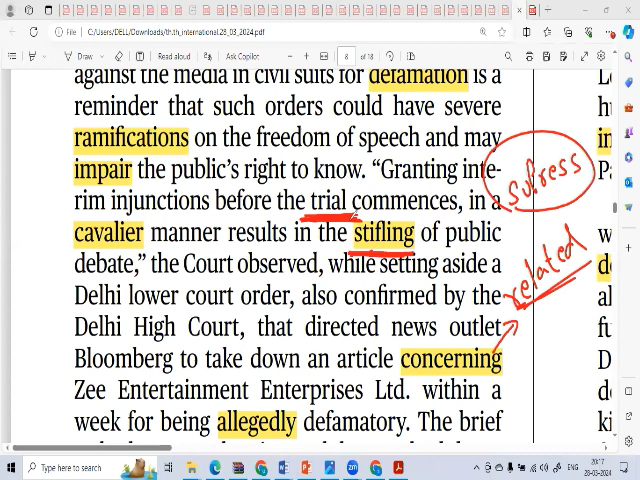 File
C:/Users/DELL/Downloads/th.th_international.28_03_2024.pdf
Draw
Read aloud
Ask Copilot
8
of 18
against the media in civil suits for defamation is a
reminder that such orders could have severe
ramifications on the freedom of speech and may
impair the public's right to know. “Granting inte-
rim injunctions before the trial commences, in a
cavalier manner results in the stifling of public
debate,” the Court observed, while setting aside a
Delhi lower court order, also confirmed by the
Delhi High Court, that directed news outlet
Bloomberg to take down an article concerning
Zee Entertainment Enterprises Ltd. within a
week for being allegedly defamatory. The brief
supress
related
Type here to search
ENG
20:17
28-03-2024